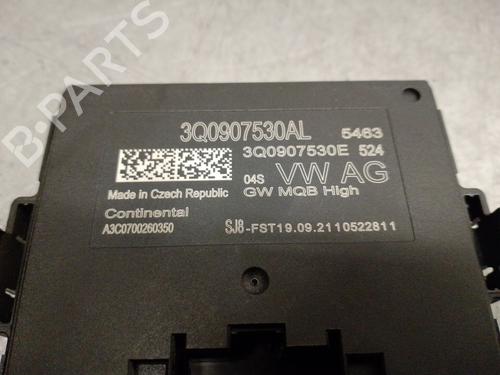 3Q0907530AL 5463
3Q0907530E 524
04S VW AG
Made in Czech Republic GW MQB High
Continental
A3C0700260350 SJ8-FST19.09.2110522811
B-PARTS